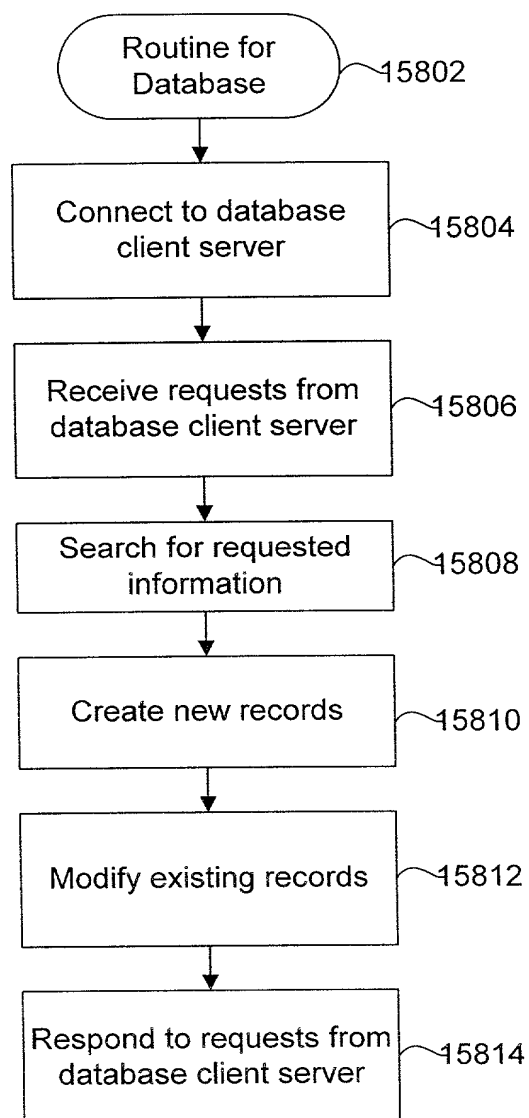 Routine for
Database
15802
Connect to database
client server
15804
Receive requests from
database client server
15806
Search for requested
information
15808
Create new records
15810
Modify existing records
15812
Respond to requests from
database client server
15814